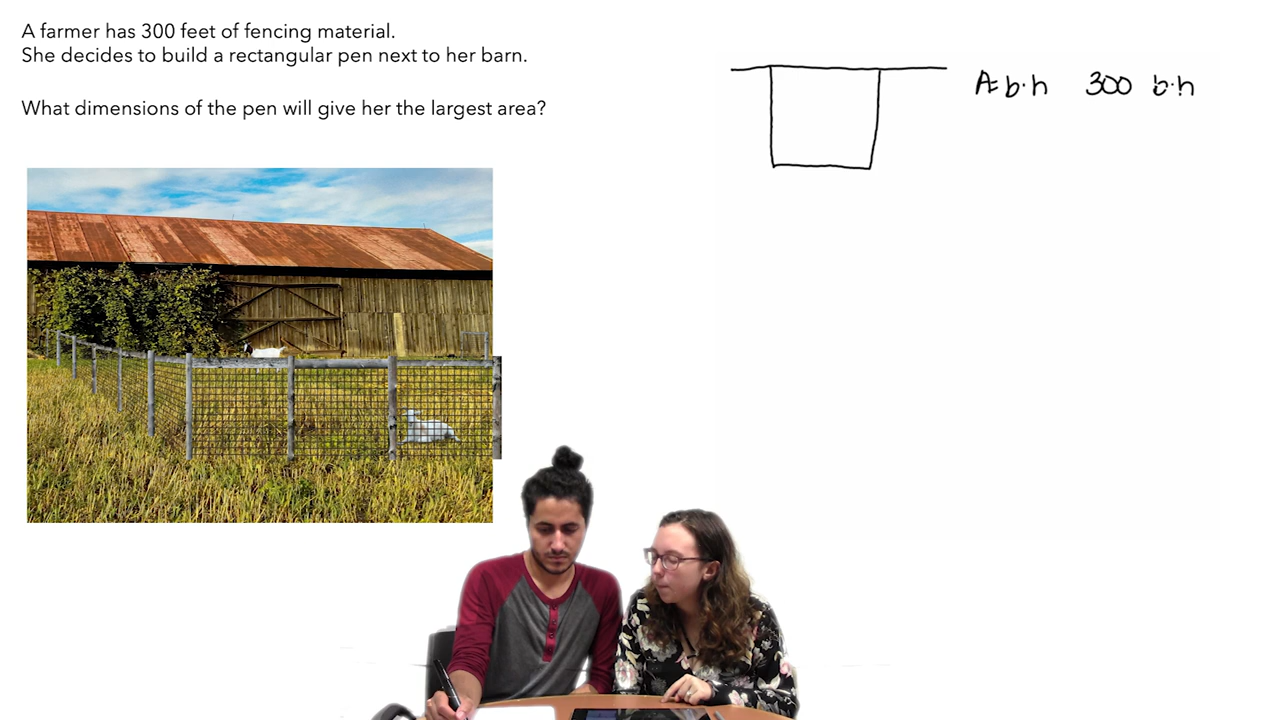 A farmer has 300 feet of fencing material.
She decides to build a rectangular pen next to her barn.
What dimensions of the pen will give her the largest area?
A=b·h 300 b·h